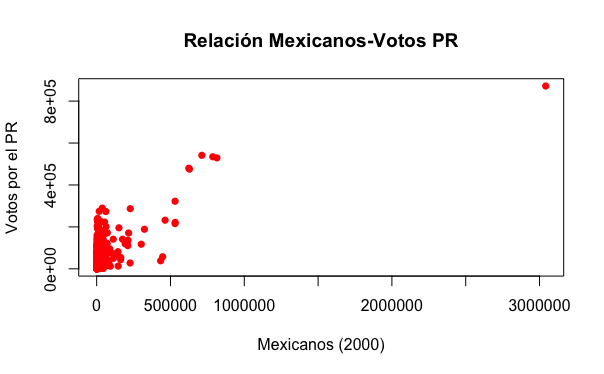 Relación Mexicanos-Votos PR
Votos por el PR
8e+05
4e+05
0e+00
0
500000
1000000
3000000
Mexicanos (2000)